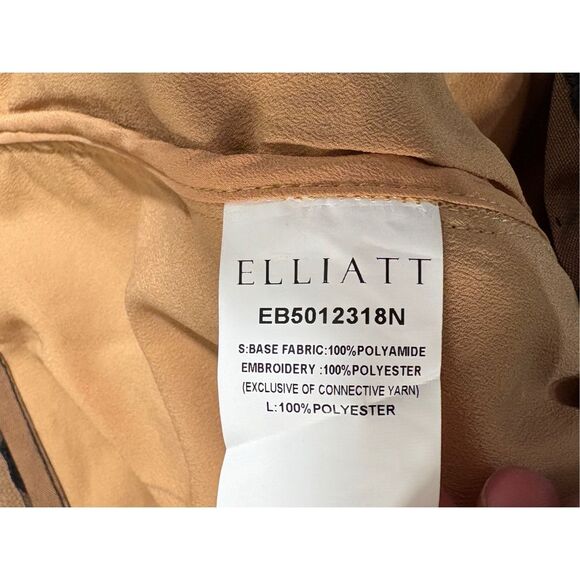 ELLIATT
EB5012318N
S:BASE FABRIC:100%POLYAMIDE
EMBROIDERY :100%POLYESTER
(EXCLUSIVE OF CONNECTIVE YARN)
L:100%POLYESTER